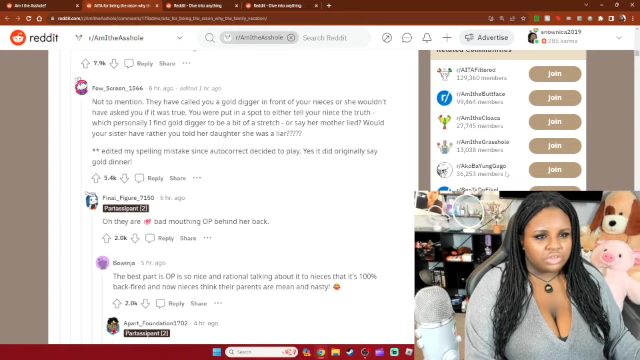 Am I the Asshole?
AITA for being the reason why th
Reddit - Dive into anything
Reddit - Dive into anything
reddit.com/r/AmItheAsshole/comments/
reddit
r/AmItheAsshole
r/AmItheAsshole
Search Reddit
Advertise
snownica2019
285 karma
7.9k Reply Share
Related Communities
r/AITAFiltered
129,360 members
Join
r/AmItheButtface
99,464 members
Join
r/AmItheCloaca
27,745 members
Join
r/AmItheGrasshole
13,038 members
Join
r/AkoBaYungGago
36,253 members
Join
Few_Screen_1566 · 6 hr. ago · edited 1 hr ago
Not to mention. They have called you a gold digger in front of your nieces or she wouldn't
have asked you if it was true. You were put in a spot to either tell your niece the truth -
which personally I find gold digger to be a bit of a stretch - or say her mother lied? Would
your sister have rather you told her daughter she was a liar?????
** edited my spelling mistake since autocorrect decided to play. Yes it did originally say
gold dinner!
5.4k Reply Share
Final_Figure_7150 · 6 hr. ago
Partassipant [2]
Oh they are bad mouthing OP behind her back.
2.0k Reply Share
Bowinja · 5 hr. ago
The best part is OP is so nice and rational talking about it to nieces that it's 100%
back-fired and now nieces think their parents are mean and nasty!
2.0k Reply Share
Apart_Foundation1702 · 4 hr. ago
Partassipant [2]
Search